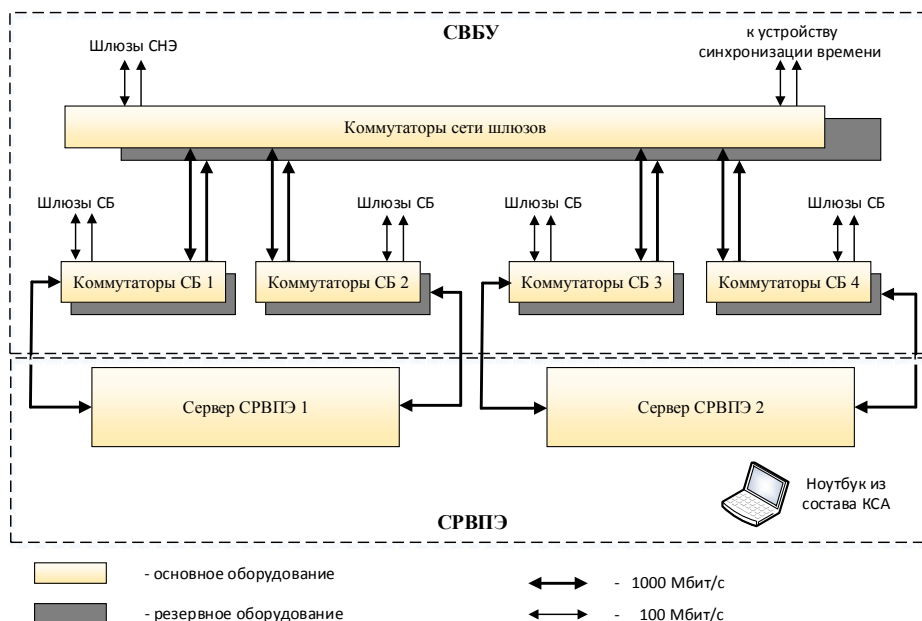 СВБУ
Шлюзы СНЭ
к устройству
синхронизации времени
Коммутаторы сети шлюзов
Шлюзы СБ
Шлюзы СБ
Шлюзы СБ
Шлюзы СБ
Коммутаторы СБ 1
Коммутаторы СБ 2
Коммутаторы СБ 3
Коммутаторы СБ 4
Сервер СРВПЭ 1
Сервер СРВПЭ 2
Ноутбук из
состава КСА
СРВПЭ
- основное оборудование
- 1000 Мбит/с
- резервное оборудование
- 100 Мбит/с